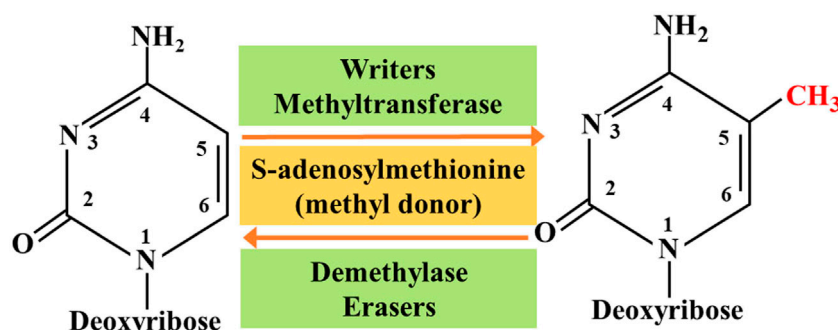 NH2
N
3
4
5
2
6
1
O
N
Deoxyribose
Writers
Methyltransferase
S-adenosylmethionine
(methyl donor)
Demethylase
Erasers
NH2
CH3
N
3
4
5
2
6
1
O
N
Deoxyribose